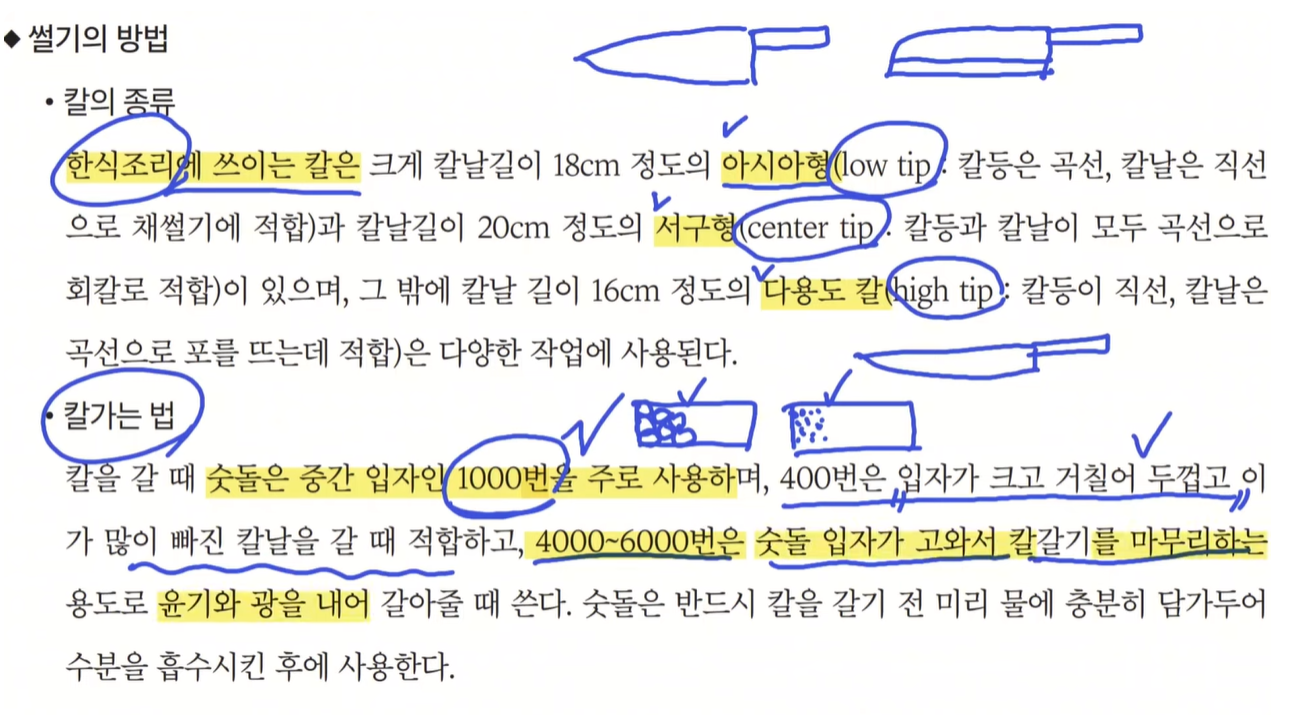 ◆ 썰기의 방법
• 칼의 종류
한식조리에 쓰이는 칼은 크게 칼날길이 18cm 정도의 아시아형(low tip : 칼등은 곡선, 칼날은 직선
으로 채썰기에 적합)과 칼날길이 20cm 정도의 서구형(center tip : 칼등과 칼날이 모두 곡선으로
회칼로 적합)이 있으며, 그 밖에 칼날 길이 16cm 정도의 다용도 칼(high tip : 칼등이 직선, 칼날은
곡선으로 포를 뜨는데 적합)은 다양한 작업에 사용된다.
• 칼가는 법
칼을 갈 때 숫돌은 중간 입자인 1000번을 주로 사용하며, 400번은 입자가 크고 거칠어 두껍고 이
가 많이 빠진 칼날을 갈 때 적합하고, 4000~6000번은 숫돌 입자가 고와서 칼갈기를 마무리하는
용도로 윤기와 광을 내어 갈아줄 때 쓴다. 숫돌은 반드시 칼을 갈기 전 미리 물에 충분히 담가두어
수분을 흡수시킨 후에 사용한다.